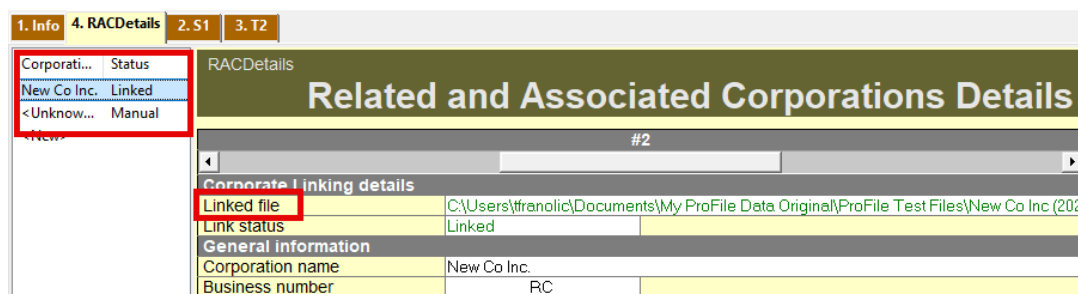 1. Info 4. RACDetails 2. S1 3. T2
Corporati... Status
New Co Inc. Linked
<Unknow... Manual
<New>
RACDetails
Related and Associated Corporations Details
#2
Corporate Linking details
Linked file C:\Users\tfranolic\Documents\My ProFile Data Original\ProFile Test Files\New Co Inc (202
Link status Linked
General information
Corporation name New Co Inc.
Business number RC